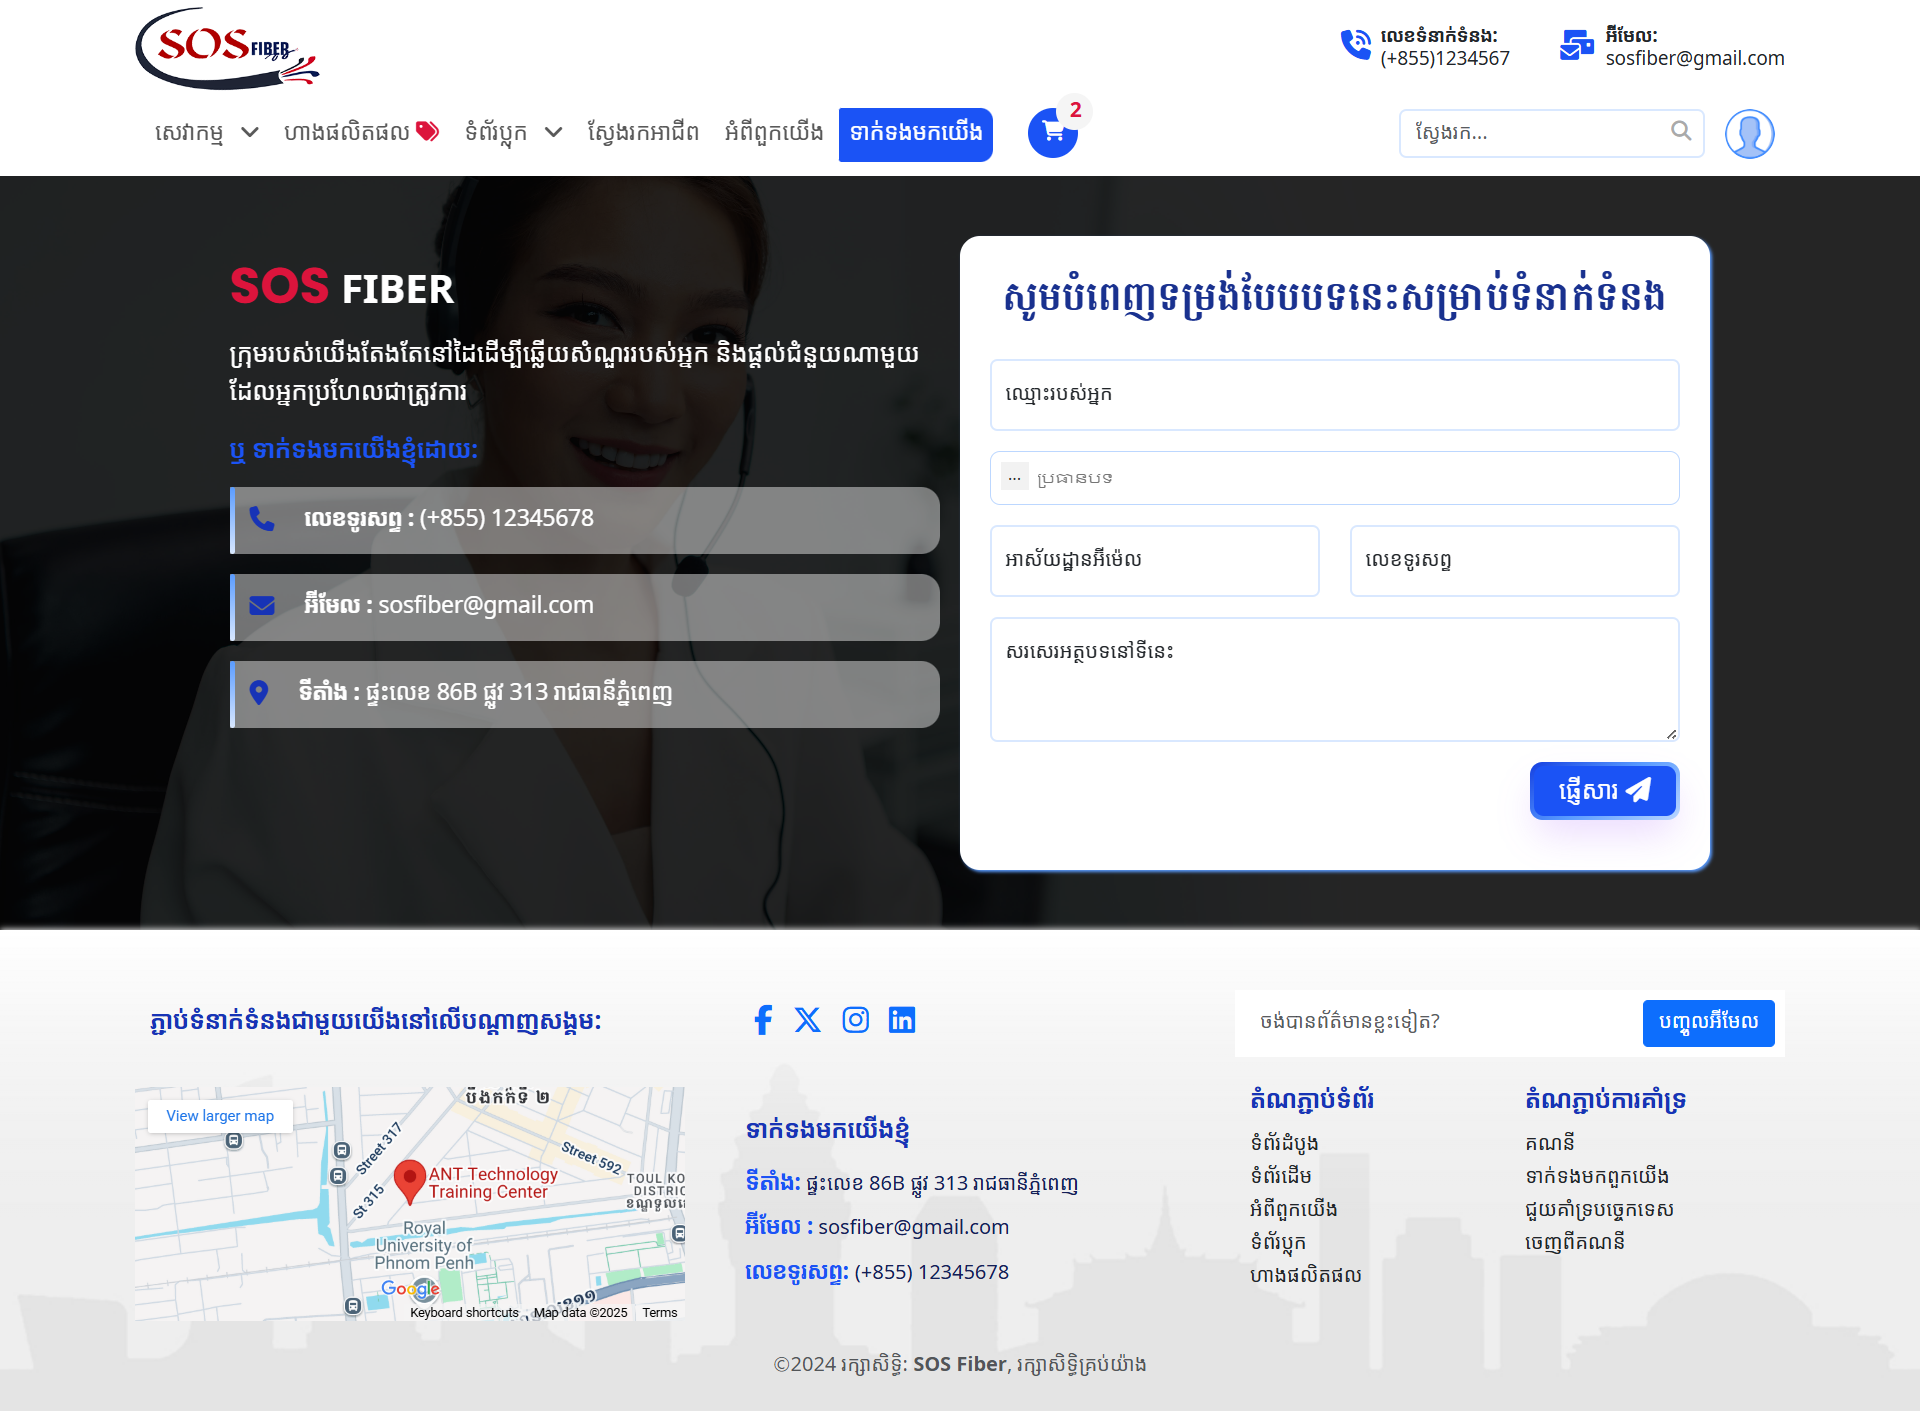 SOS FIBER
លេខទំនាក់ទំនង:
(+855)1234567
អ៊ីមែល:
sosfiber@gmail.com
សេវាកម្ម
ហាងផលិតផល
ទំព័រប្លុក
ស្វែងរកអាជីព
អំពីពួកយើង
ទាក់ទងមកយើង
2
ស្វែងរក...
SOS FIBER
ក្រុមរបស់យើងតែងតែនៅដៃដើម្បីឆ្លើយសំណួររបស់អ្នក និងផ្តល់ជំនួយណាមួយ
ដែលអ្នកប្រហែលជាត្រូវការ
ឬ ទាក់ទងមកយើងខ្ញុំដោយ:
លេខទូរសព្ទ : (+855) 12345678
អ៊ីមែល : sosfiber@gmail.com
ទីតាំង : ផ្ទះលេខ 86B ផ្លូវ 313 រាជធានីភ្នំពេញ
សូមបំពេញទម្រង់បែបបទនេះសម្រាប់ទំនាក់ទំនង
ឈ្មោះរបស់អ្នក
... ប្រធានបទ
អាស័យដ្ឋានអ៊ីម៉េល
លេខទូរសព្ទ
សរសេរអត្ថបទនៅទីនេះ
ផ្ញើសារ
ភ្ជាប់ទំនាក់ទំនងជាមួយយើងនៅលើបណ្តាញសង្គម:
ចង់បានព័ត៌មានខ្លះទៀត?
បញ្ចូលអ៊ីមែល
View larger map
បឹងកក់ទី ២
Street 317
Street 592
St 315
ANT Technology
Training Center
TOUL KO
DISTRIC
ខណ្ឌទួលគ
Royal
University of
Phnom Penh
Google
Keyboard shortcuts
Map data ©2025
Terms
ទាក់ទងមកយើងខ្ញុំ
ទីតាំង: ផ្ទះលេខ 86B ផ្លូវ 313 រាជធានីភ្នំពេញ
អ៊ីមែល : sosfiber@gmail.com
លេខទូរសព្ទ: (+855) 12345678
តំណភ្ជាប់ទំព័រ
ទំព័រដំបូង
ទំព័រដើម
អំពីពួកយើង
ទំព័រប្លុក
ហាងផលិតផល
តំណភ្ជាប់ការគាំទ្រ
គណនី
ទាក់ទងមកពួកយើង
ជួយគាំទ្របច្ចេកទេស
ចេញពីគណនី
©2024 រក្សាសិទ្ធិ: SOS Fiber, រក្សាសិទ្ធិគ្រប់យ៉ាង